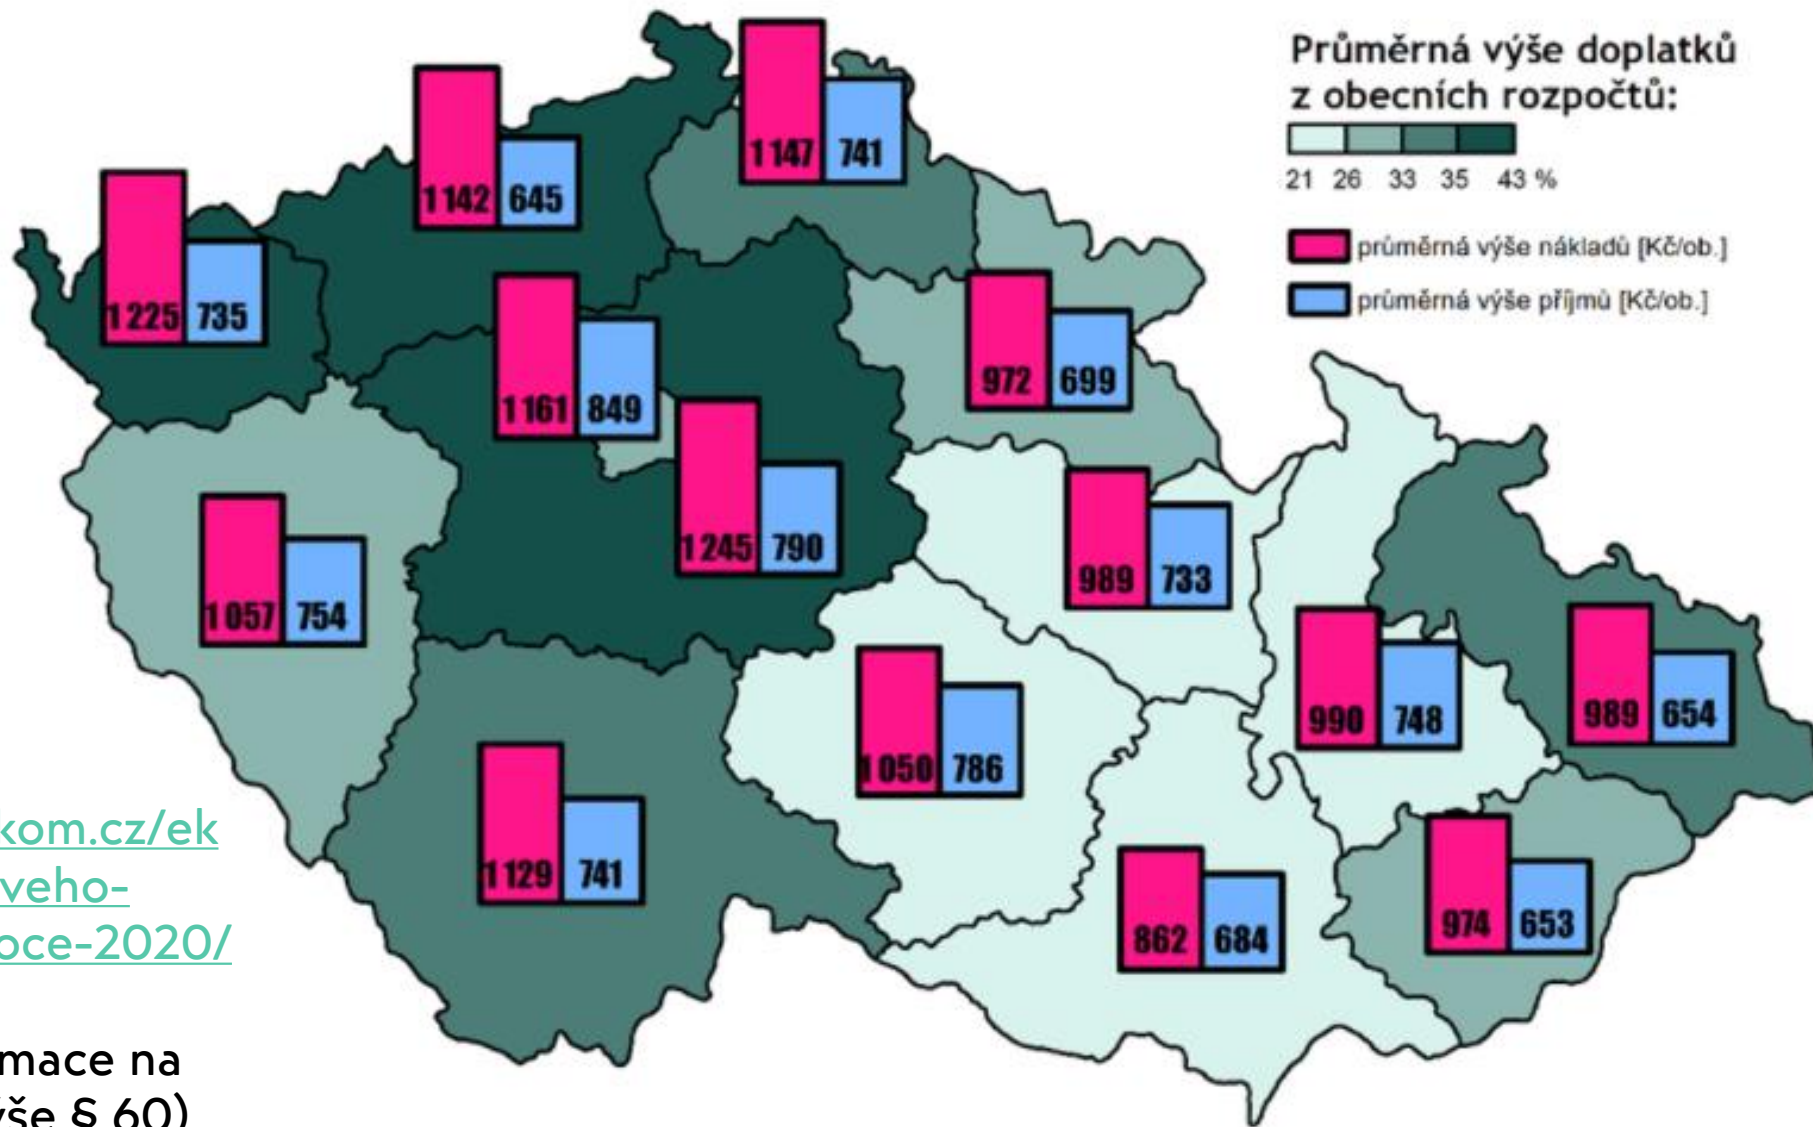 Průměrná výše doplatků
z obecních rozpočtů:
21 26 33 35 43 %
průměrná výše nákladů [Kč/ob.]
průměrná výše příjmů [Kč/ob.]
1 147 741
1 142 645
1 225 735
972 699
1 161 849
1 245 790
989 733
1 057 754
990 748
989 654
1 050 786
1 129 741
862 684
974 653
kom.cz/ek
veho-
oce-2020/
mace na
ýše § 60)